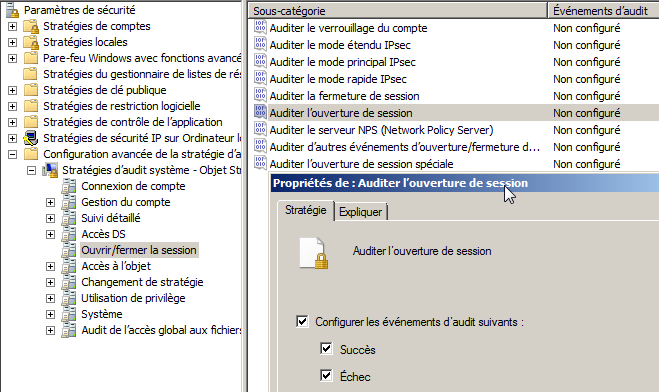 Paramètres de sécurité
Stratégies de comptes
Stratégies locales
Pare-feu Windows avec fonctions avancé
Stratégies du gestionnaire de listes de rés
Stratégies de clé publique
Stratégies de restriction logicielle
Stratégies de contrôle de l'application
Stratégies de sécurité IP sur Ordinateur lo
Configuration avancée de la stratégie d'a
Stratégies d'audit système - Objet Str
Connexion de compte
Gestion du compte
Suivi détaillé
Accès DS
Ouvrir/fermer la session
Accès à l'objet
Changement de stratégie
Utilisation de privilège
Système
Audit de l'accès global aux fichiers
Sous-catégorie Événements d'audit
Auditer le verrouillage du compte Non configuré
Auditer le mode étendu IPsec Non configuré
Auditer le mode principal IPsec Non configuré
Auditer le mode rapide IPsec Non configuré
Auditer la fermeture de session Non configuré
Auditer l'ouverture de session Non configuré
Auditer le serveur NPS (Network Policy Server) Non configuré
Auditer d'autres événements d'ouverture/fermeture d... Non configuré
Auditer l'ouverture de session spéciale Non configuré
Propriétés de : Auditer l'ouverture de session
Stratégie Expliquer
Auditer l'ouverture de session
Configurer les événements d'audit suivants :
Succès
Échec